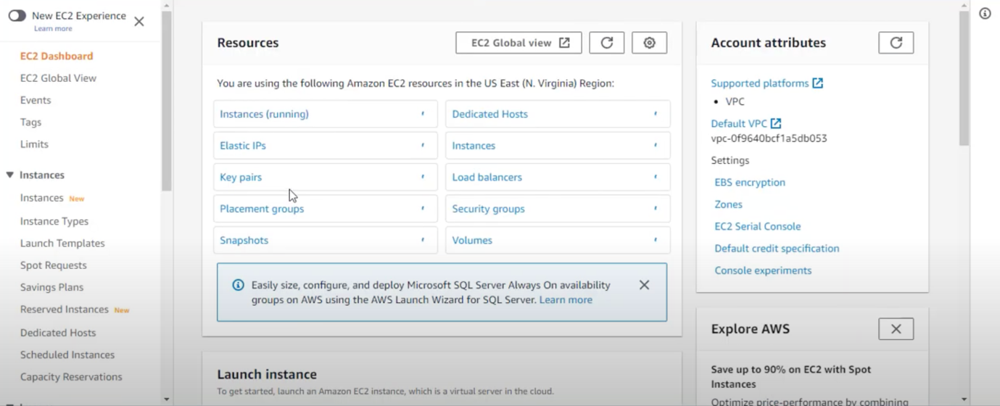 New EC2 Experience
Learn more
EC2 Dashboard
EC2 Global View
Events
Tags
Limits
Instances
Instances New
Instance Types
Launch Templates
Spot Requests
Savings Plans
Reserved Instances New
Dedicated Hosts
Scheduled Instances
Capacity Reservations
Resources
EC2 Global view
You are using the following Amazon EC2 resources in the US East (N. Virginia) Region:
Instances (running)
Dedicated Hosts
Elastic IPs
Instances
Key pairs
Load balancers
Placement groups
Security groups
Snapshots
Volumes
Easily size, configure, and deploy Microsoft SQL Server Always On availability
groups on AWS using the AWS Launch Wizard for SQL Server. Learn more
Launch instance
To get started, launch an Amazon EC2 instance, which is a virtual server in the cloud.
Account attributes
Supported platforms
• VPC
Default VPC
vpc-0f9640bcf1a5db053
Settings
EBS encryption
Zones
EC2 Serial Console
Default credit specification
Console experiments
Explore AWS
Save up to 90% on EC2 with Spot
Instances
Optimize price-performance by combining